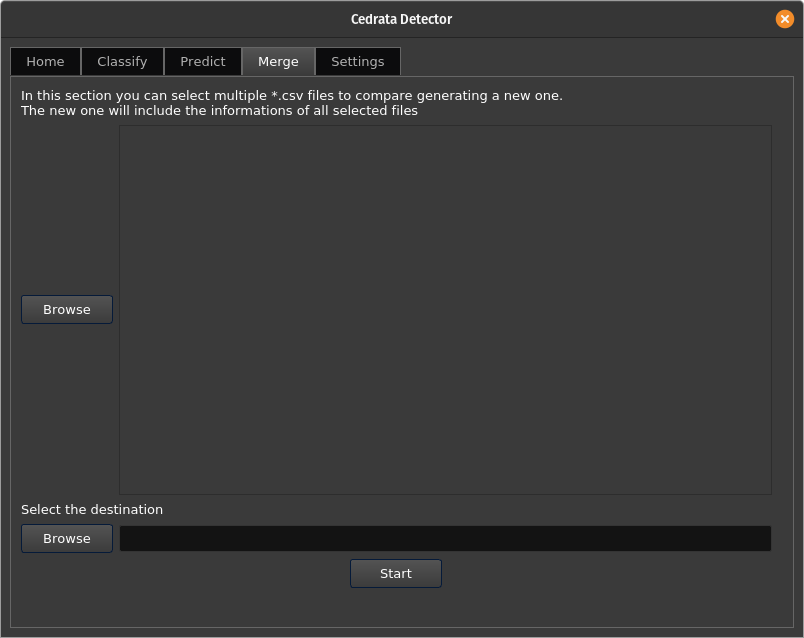 Cedrata Detector
Home
Classify
Predict
Merge
Settings
In this section you can select multiple *.csv files to compare generating a new one.
The new one will include the informations of all selected files
Browse
Select the destination
Browse
Start